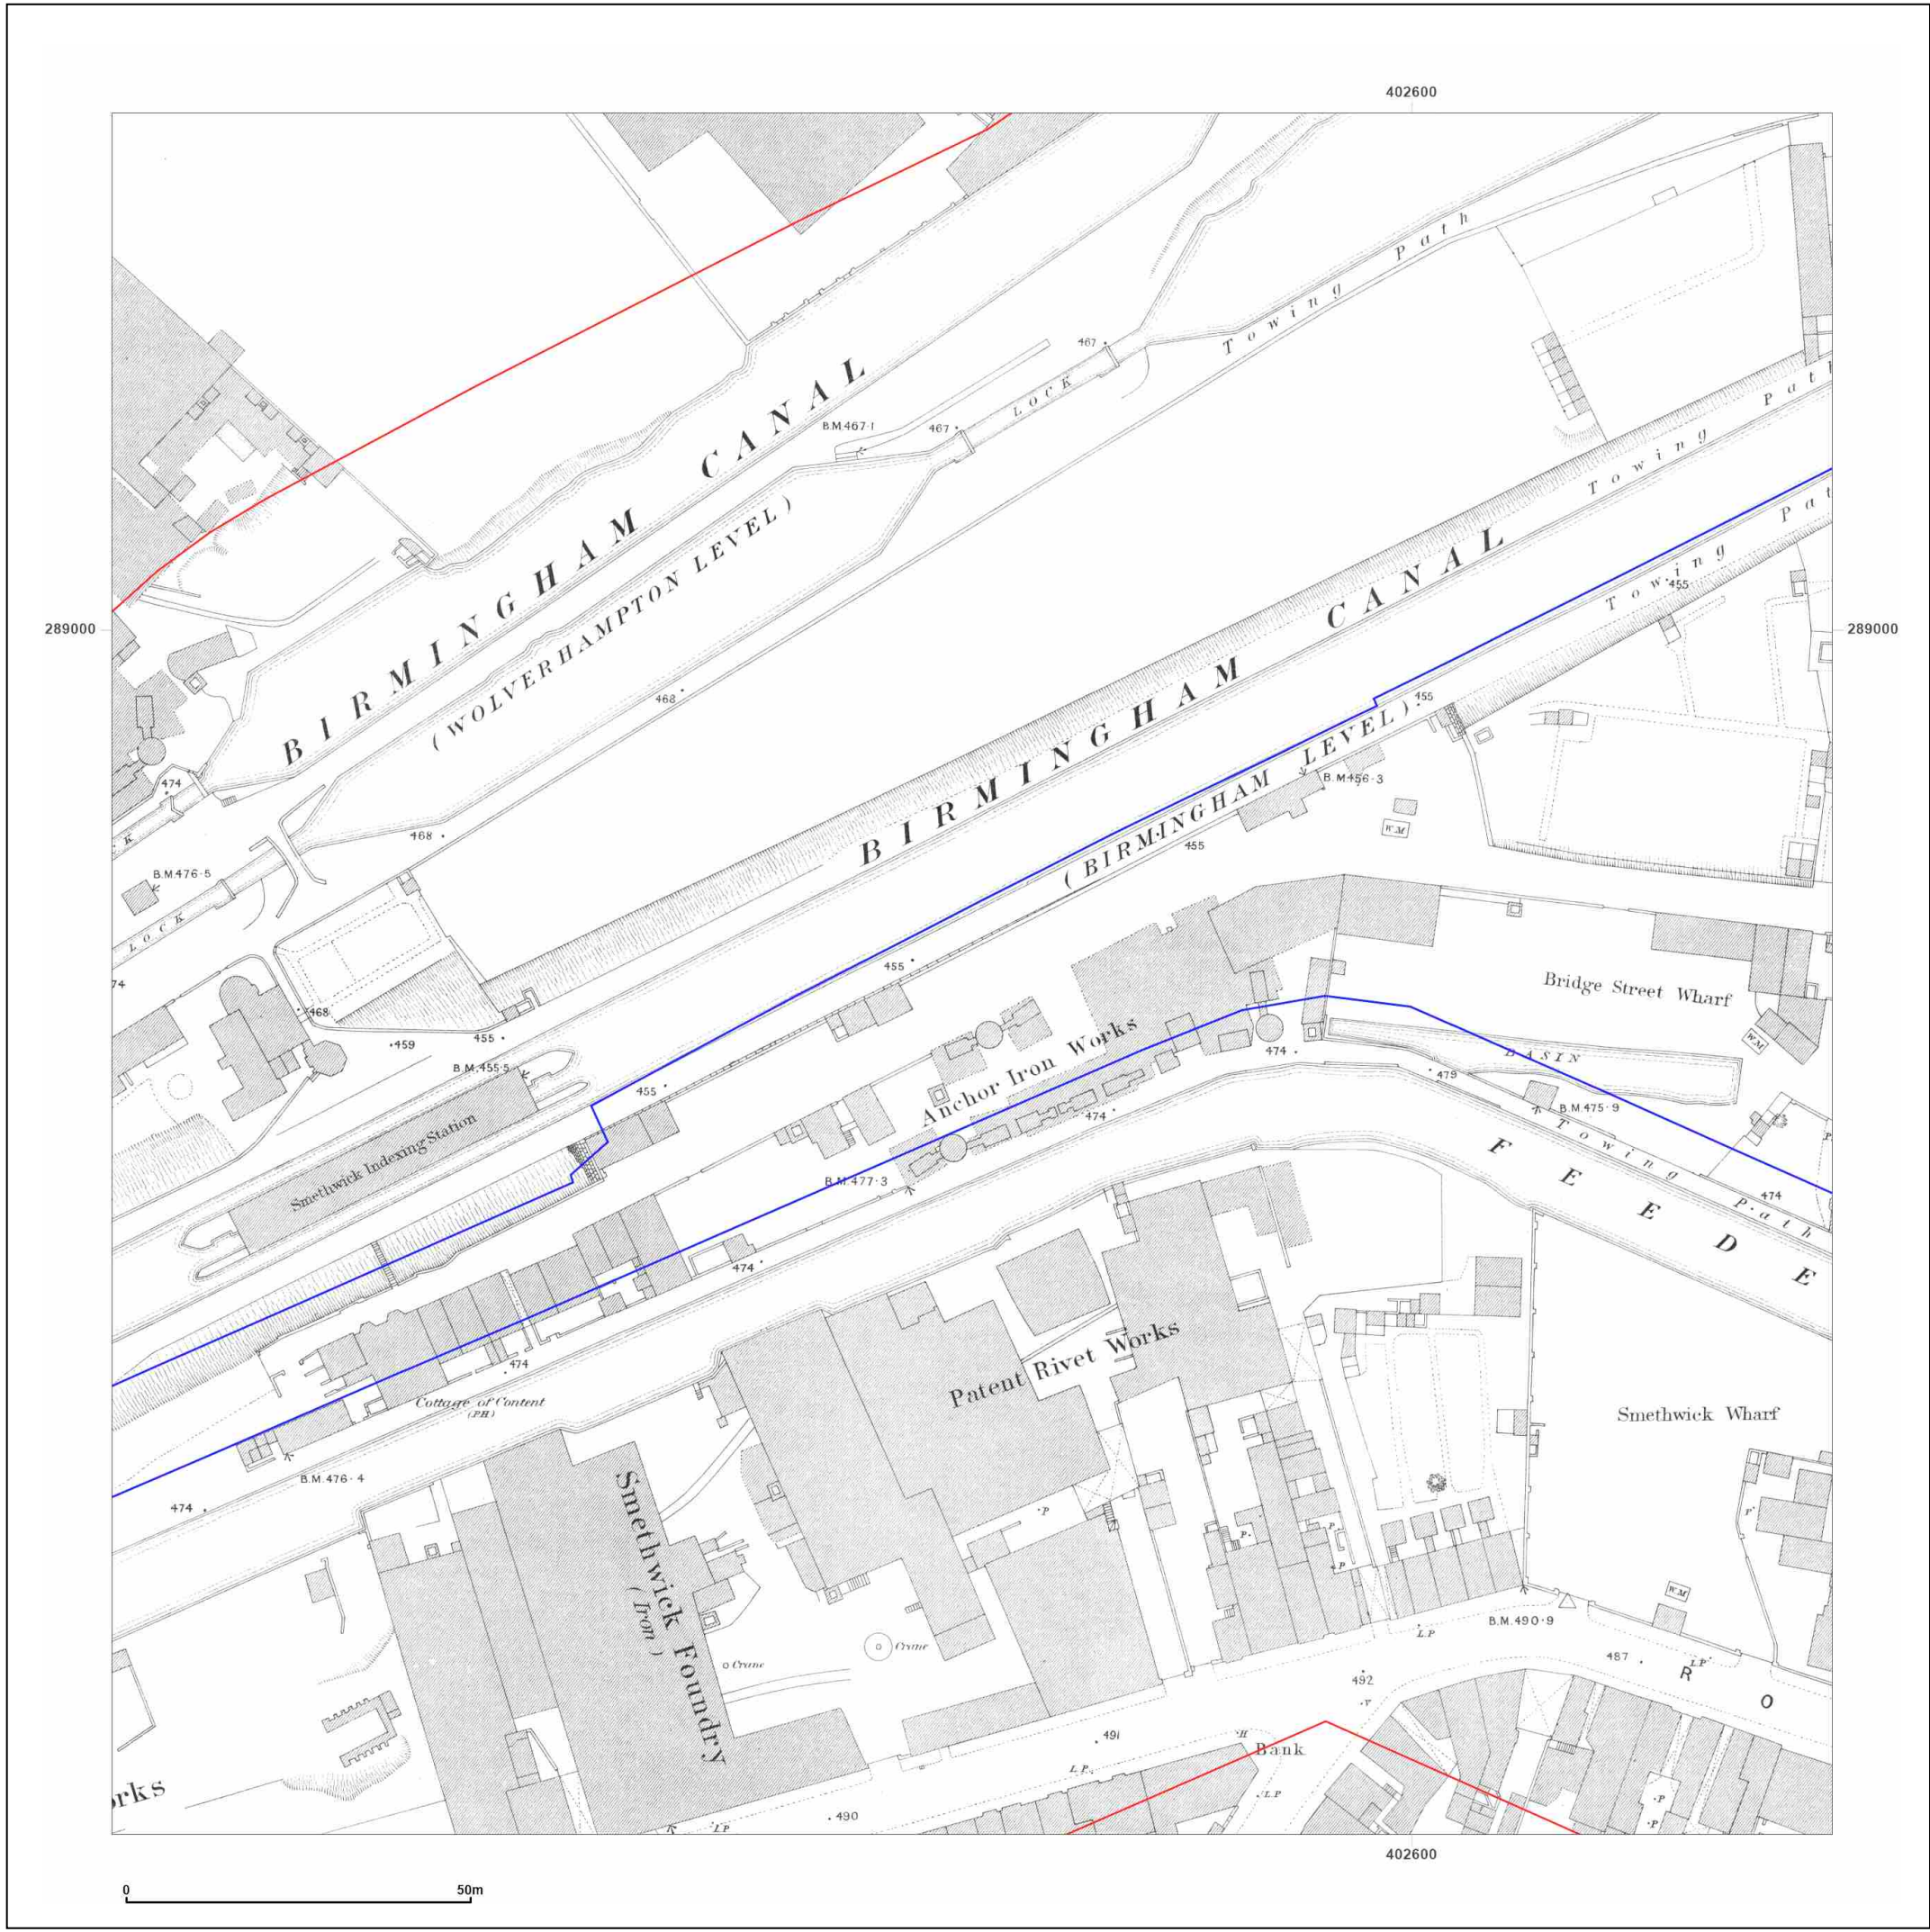 402600
Towing Path
467
LOCK
467
B.M.467·1
BIRMINGHAM CANAL
(WOLVERHAMPTON LEVEL)
Towing Path
Towing Pat
455
289000
289000
468
BIRMINGHAM CANAL
(BIRMINGHAM LEVEL)
455
B.M.456·3
W.M
455
474
K
468
B.M.476·5
LOCK
74
468
459
455
455
B.M.455·5
455
Smethwick Indexing Station
Anchor Iron Works
474
474
B.M.477·3
Bridge Street Wharf
W.M
BASIN
479
B.M.475·9
Towing Path
474
P
FEEDE
474
474
Cottage of Content
(P.H)
B.M.476·4
474
Patent Rivet Works
Smethwick Wharf
Smethwick Foundry
(Iron)
P
P
P
P
P
W.M
B.M.490·9
L.P
487
L.P
R O
492
Crane
Crane
491
H
Bank
L.P
L.P
orks
490
L.P
P
P
402600
0
50m